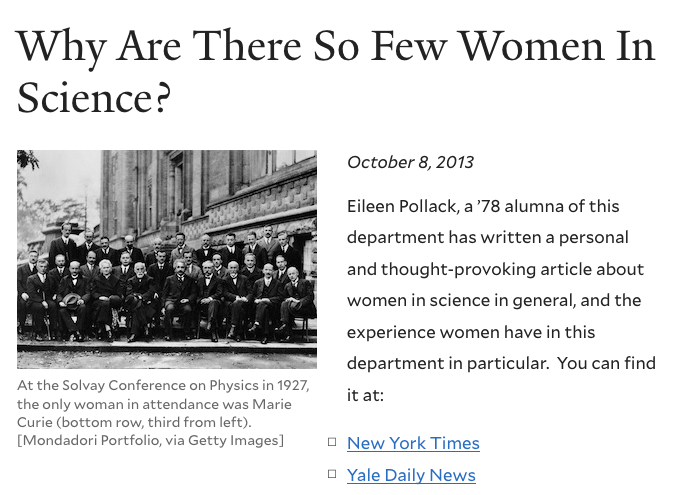 Why Are There So Few Women In
Science?
At the Solvay Conference on Physics in 1927,
the only woman in attendance was Marie
Curie (bottom row, third from left).
[Mondadori Portfolio, via Getty Images]
October 8, 2013
Eileen Pollack, a ’78 alumna of this
department has written a personal
and thought-provoking article about
women in science in general, and the
experience women have in this
department in particular.  You can find
it at:
New York Times
Yale Daily News